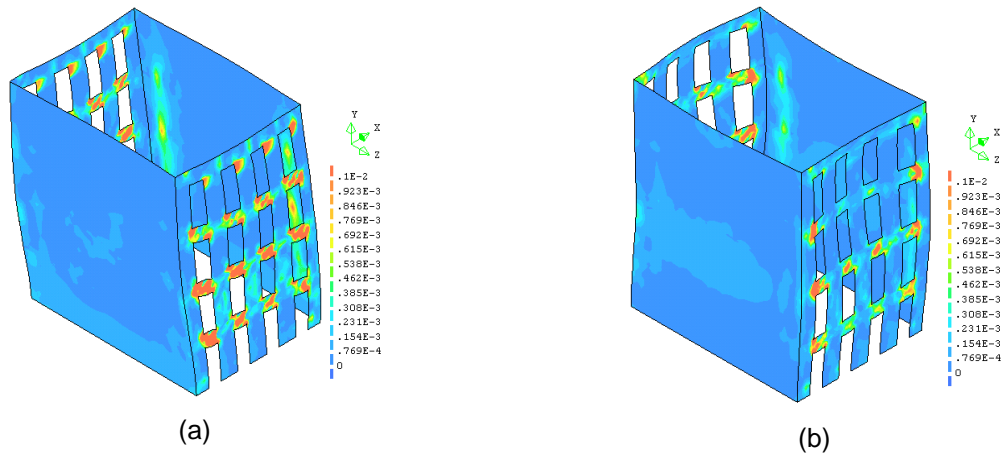 Y
X
Z
.1E-2
.923E-3
.846E-3
.769E-3
.692E-3
.615E-3
.538E-3
.462E-3
.385E-3
.308E-3
.231E-3
.154E-3
.769E-4
0
(a)
Y
X
Z
.1E-2
.923E-3
.846E-3
.769E-3
.692E-3
.615E-3
.538E-3
.462E-3
.385E-3
.308E-3
.231E-3
.154E-3
.769E-4
0
(b)